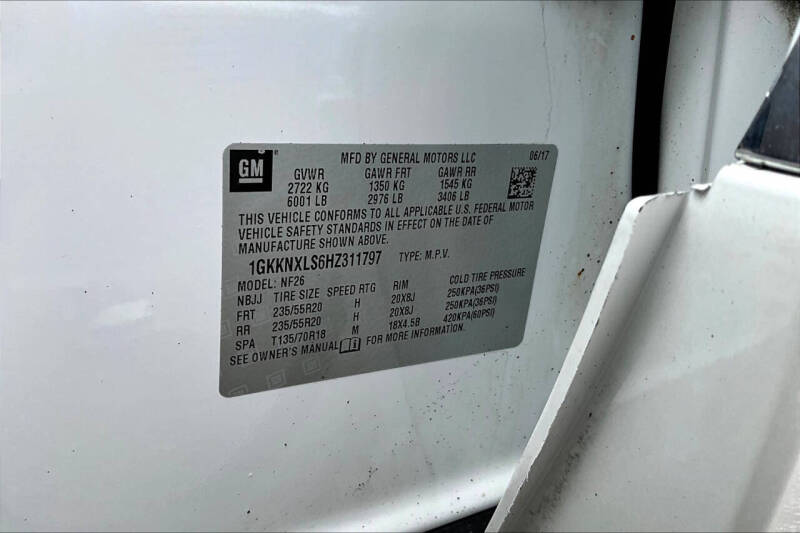 GM
MFD BY GENERAL MOTORS LLC 06/17
GVWR GAWR FRT GAWR RR
2722 KG 1350 KG 1545 KG
6001 LB 2976 LB 3406 LB
THIS VEHICLE CONFORMS TO ALL APPLICABLE U.S. FEDERAL MOTOR
VEHICLE SAFETY STANDARDS IN EFFECT ON THE DATE OF
MANUFACTURE SHOWN ABOVE.
1GKKNXLS6HZ311797 TYPE: M.P.V.
MODEL: NF26
NBJJ TIRE SIZE SPEED RTG RIM COLD TIRE PRESSURE
FRT 235/55R20 H 20X8J 250KPA(36PSI)
RR 235/55R20 H 20X8J 250KPA(36PSI)
SPA T135/70R18 M 18X4.5B 420KPA(60PSI)
SEE OWNER'S MANUAL FOR MORE INFORMATION.